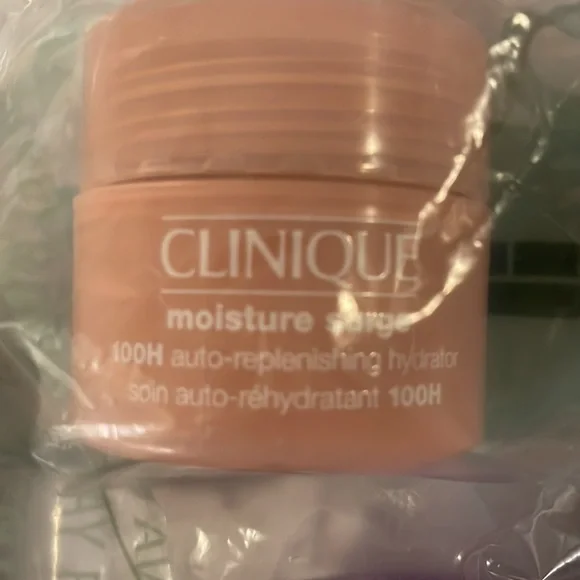 CLINIQUE
moisture surge
100H auto-replenishing hydrator
soin auto-réhydratant 100H